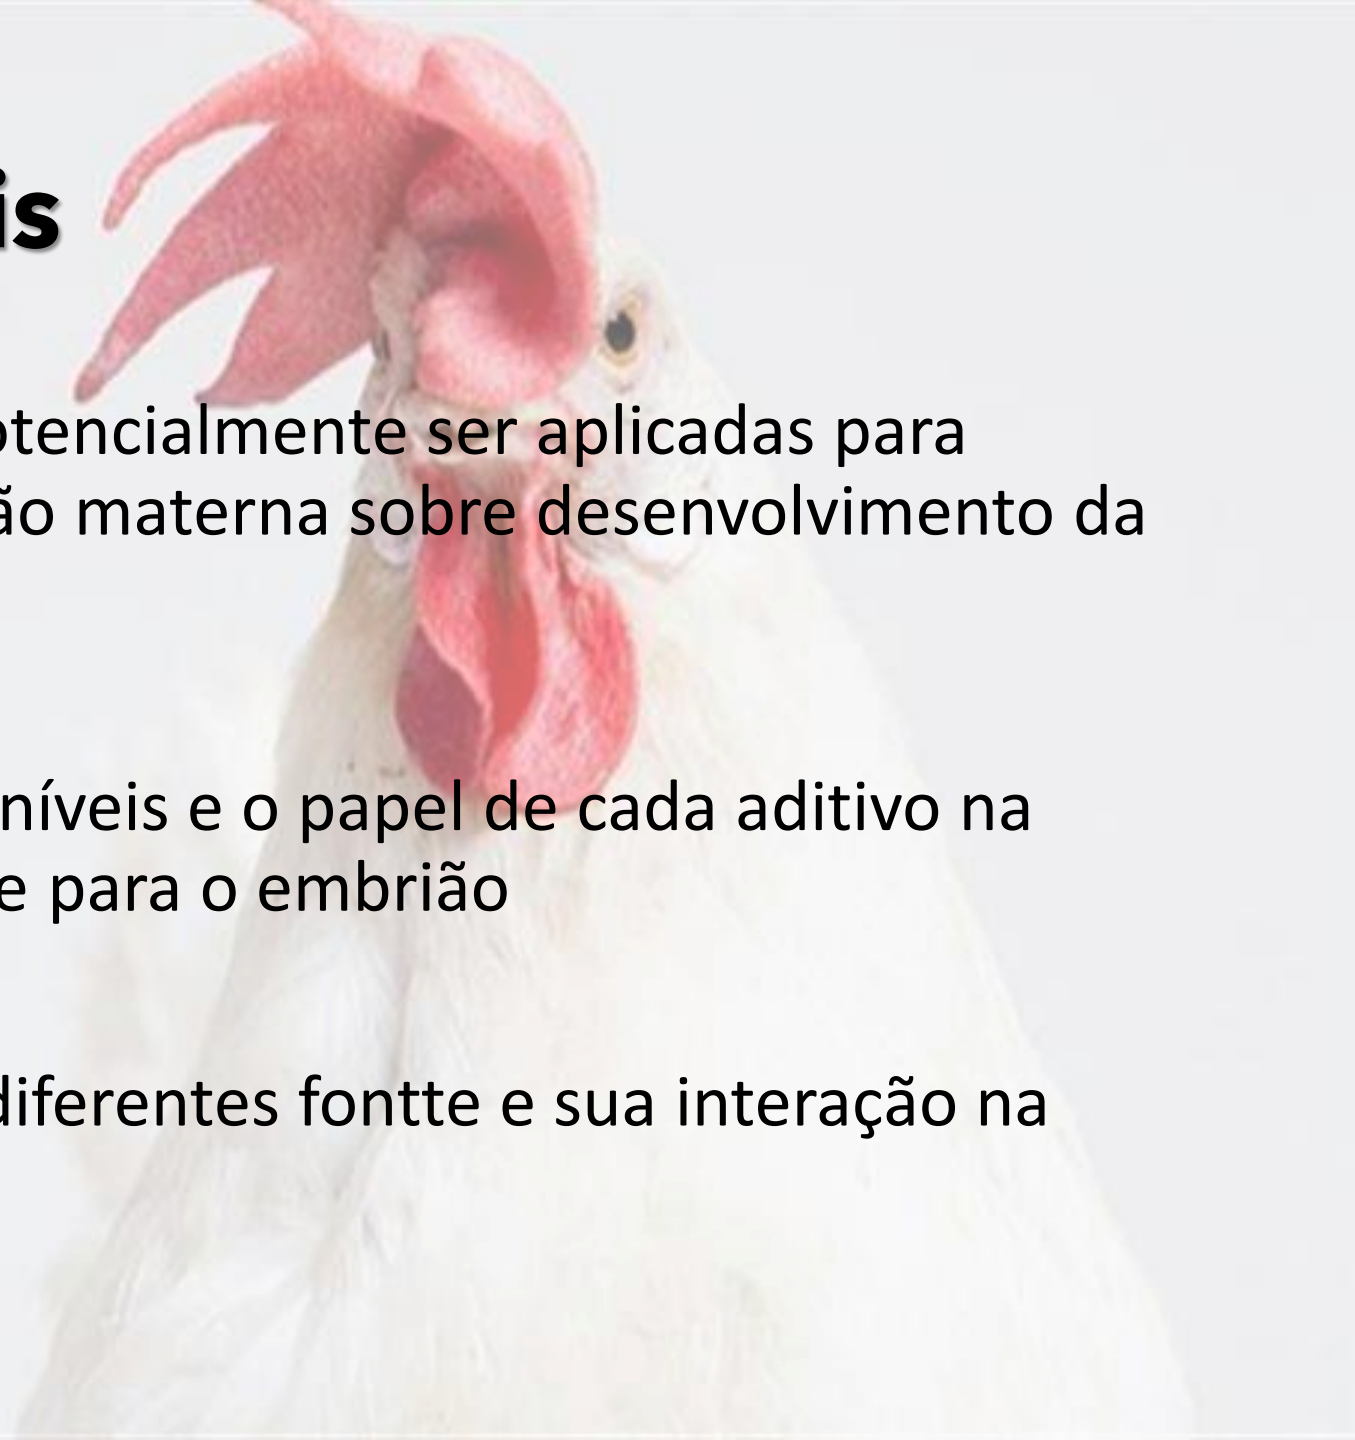 is
otencialmente ser aplicadas para
ão materna sobre desenvolvimento da
níveis e o papel de cada aditivo na
e para o embrião
diferentes fontte e sua interação na